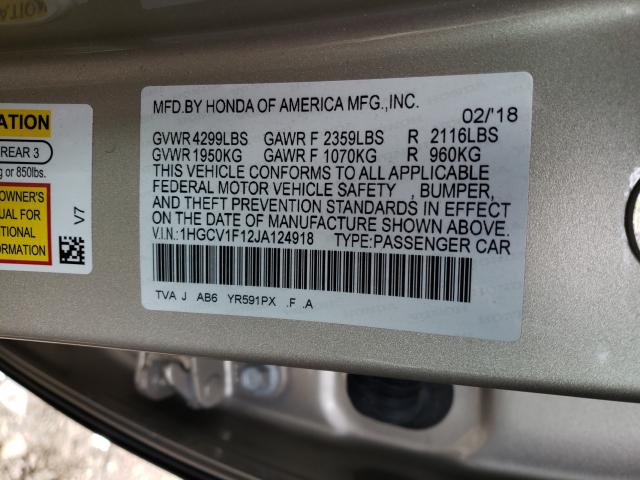 MFD.BY HONDA OF AMERICA MFG.,INC. 02/'18
GVWR 4299LBS GAWR F 2359LBS R 2116LBS
GVWR 1950KG GAWR F 1070KG R 960KG
THIS VEHICLE CONFORMS TO ALL APPLICABLE
FEDERAL MOTOR VEHICLE SAFETY , BUMPER,
AND THEFT PREVENTION STANDARDS IN EFFECT
ON THE DATE OF MANUFACTURE SHOWN ABOVE.
V.I.N.:1HGCV1F12JA124918 TYPE:PASSENGER CAR
TVA J AB6 YR591PX .F .A
ATION
REAR 3
or 850lbs.
OWNER'S
UAL FOR
TIONAL
RMATION
V7